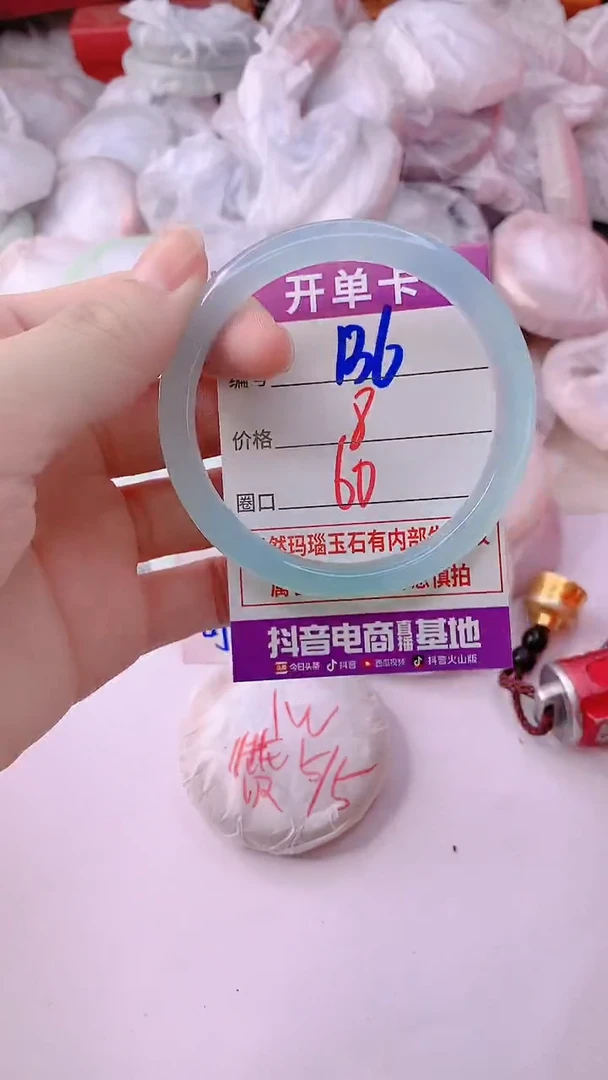 开单卡
编号 B6
价格 8
圈口 60
然玛瑙玉石有内部
慎拍
抖音电商直播基地
今日头条 抖音 西瓜视频 抖音火山版
1W
5/5